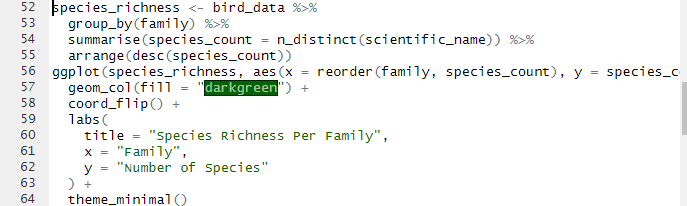 52 species_richness <- bird_data %>%
53   group_by(family) %>%
54   summarise(species_count = n_distinct(scientific_name)) %>%
55   arrange(desc(species_count))
56 ggplot(species_richness, aes(x = reorder(family, species_count), y = species_c
57   geom_col(fill = "darkgreen") +
58   coord_flip() +
59   labs(
60     title = "Species Richness Per Family",
61     x = "Family",
62     y = "Number of Species"
63   ) +
64   theme_minimal()